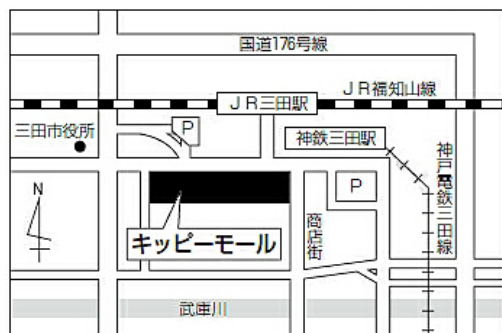 国道176号線
JR福知山線
JR三田駅
三田市役所
P
神鉄三田駅
神戸電鉄三田線
N
P
商店街
キッピーモール
武庫川